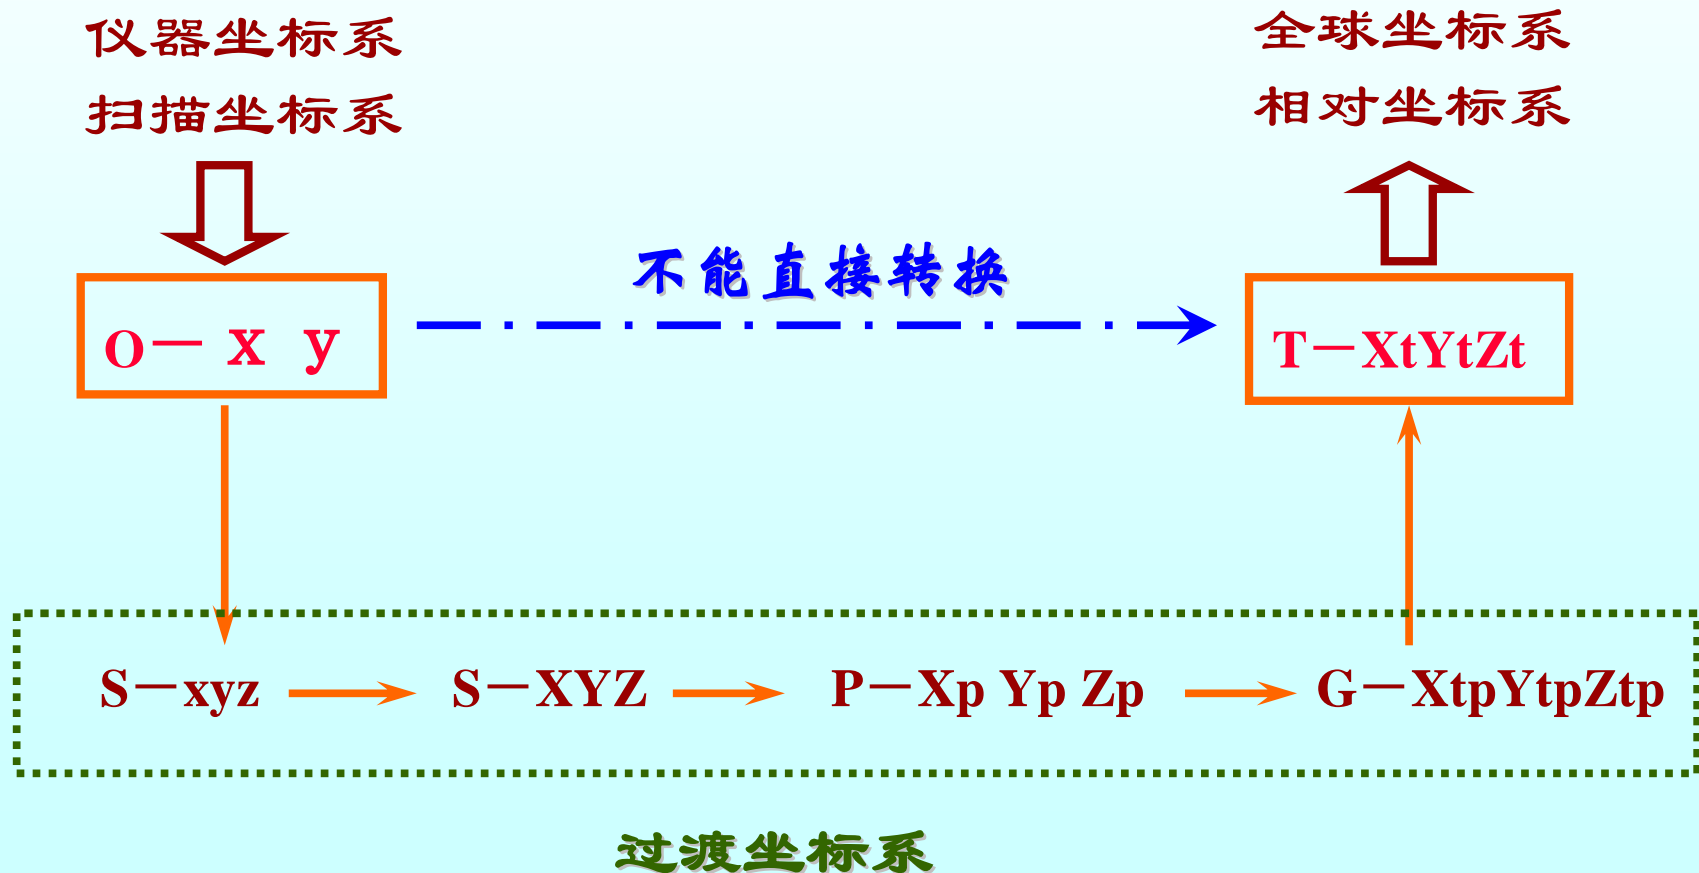 仪器坐标系
扫描坐标系
全球坐标系
相对坐标系
不能直接转换
o－ x y
T－XtYtZt
S－xyz
S－XYZ
P－Xp Yp Zp
G－XtpYtpZtp
过渡坐标系